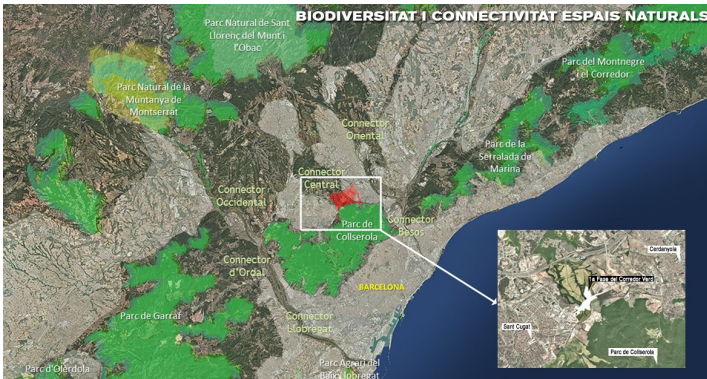 BIODIVERSITAT I CONNECTIVITAT ESPAIS NATURALS
Parc Natural de Sant
Llorenç del Munt i
l'Obac
Parc del Montnegre
i el Corredor
Parc Natural de la
Muntanya de
Montserrat
Connector
Oriental
Parc de la
Serralada de
Marina
Connector
Central
Connector
Occidental
Connector
Besòs
Parc de
Collserola
Connector
d'Ordal
BARCELONA
Parc de Garraf
Connector
Llobregat
Parc Agrari del
Baix Llobregat
Parc d'Olèrdola
Cerdanyola
1a Fase del Corredor Verd
Sant Cugat
Parc de Collserola